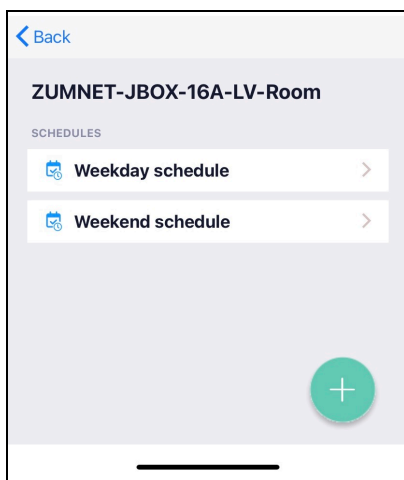 Back
ZUMNET-JBOX-16A-LV-Room
SCHEDULES
Weekday schedule
Weekend schedule